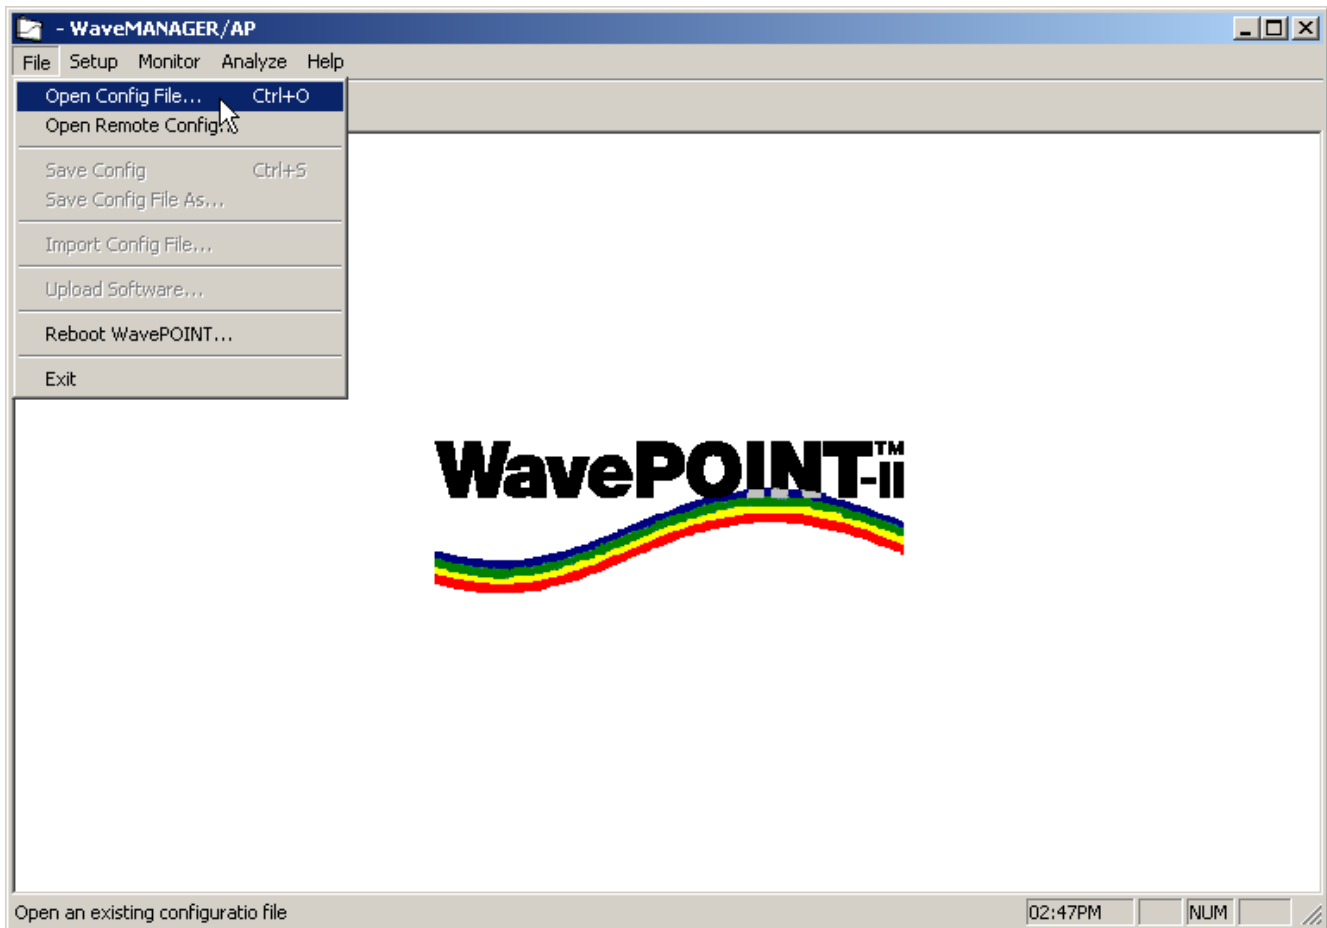 - WaveMANAGER/AP
File Setup Monitor Analyze Help
Open Config File... Ctrl+O
Open Remote Config...
Save Config Ctrl+S
Save Config File As...
Import Config File...
Upload Software...
Reboot WavePOINT...
Exit
WavePOINT-II™
Open an existing configuratio file 02:47PM NUM